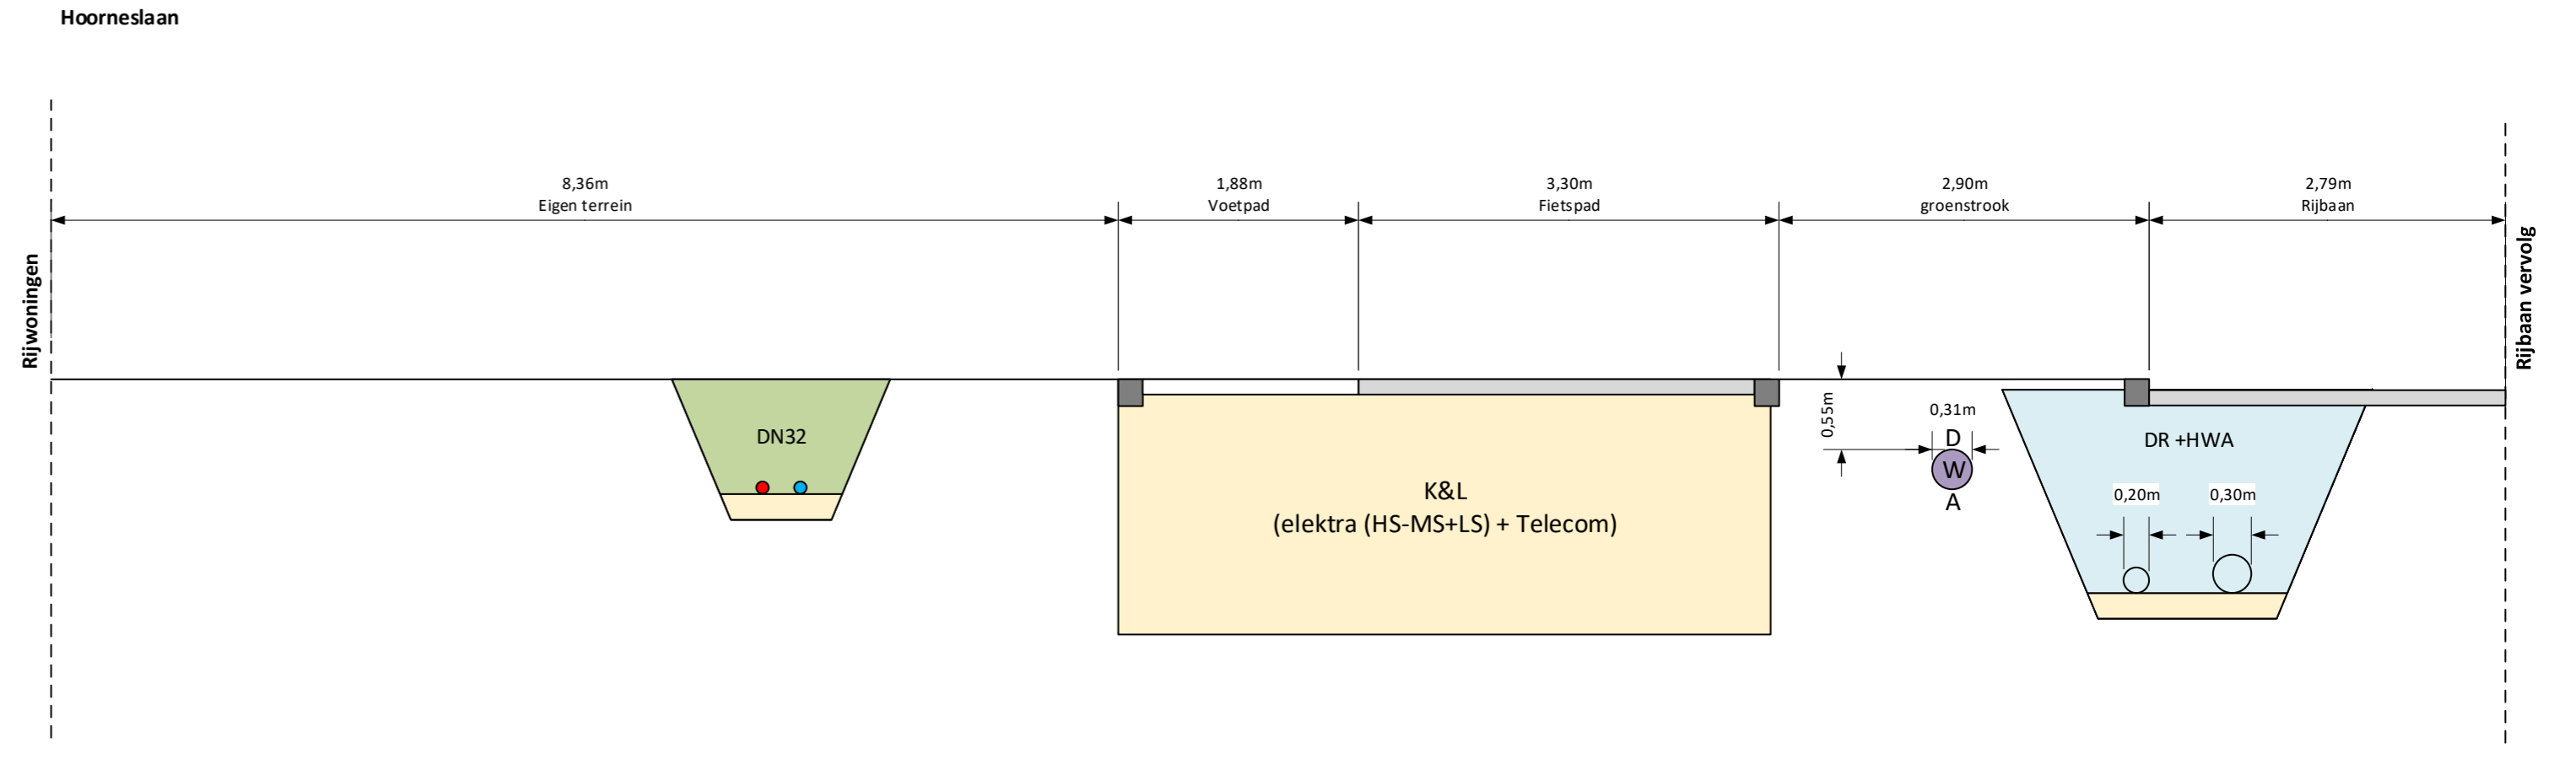 Hoorneslaan
8,36m
Eigen terrein
1,88m
Voetpad
3,30m
Fietspad
2,90m
groenstrook
2,79m
Rijbaan
Rijwoningen
Rijbaan vervolg
DN32
K&L
(elektra (HS-MS+LS) + Telecom)
0,55m
0,31m
D
W
A
DR +HWA
0,20m
0,30m